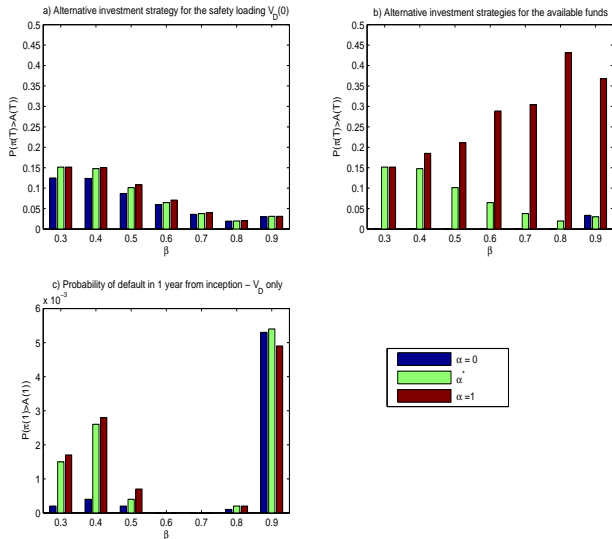 a) Alternative investment strategy for the safety loading V_D(0)
0.5
0.45
0.4
0.35
0.3
0.25
0.2
0.15
0.1
0.05
0
P(π(T)>A(T))
0.3 0.4 0.5 0.6 0.7 0.8 0.9
β
b) Alternative investment strategies for the available funds
0.5
0.45
0.4
0.35
0.3
0.25
0.2
0.15
0.1
0.05
0
P(π(T)>A(T))
0.3 0.4 0.5 0.6 0.7 0.8 0.9
β
c) Probability of default in 1 year from inception − V_D only
x 10^-3
6
5
4
3
2
1
0
P(π(1)>A(1))
0.3 0.4 0.5 0.6 0.7 0.8 0.9
β
α = 0
α*
α =1